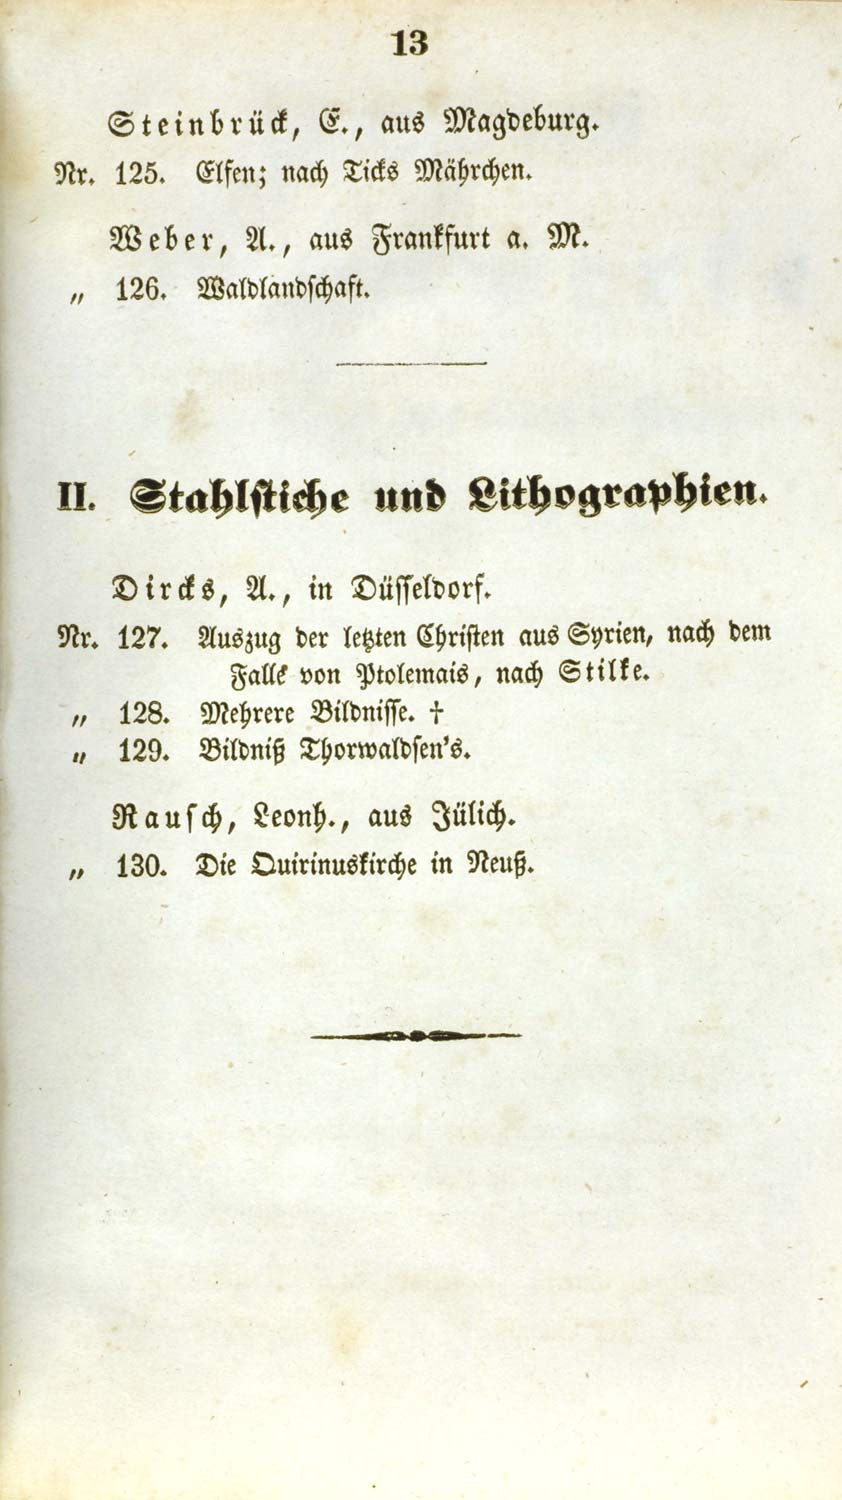 13
Steinbrück, E., aus Magdeburg.
Nr. 125. Elfen; nach Ticks Mährchen.
Weber, A., aus Frankfurt a. M.
„ 126. Waldlandschaft.
II. Stahlstiche und Lithographien.
Dircks, A., in Düsseldorf.
Nr. 127. Auszug der letzten Christen aus Syrien, nach dem
Falle von Ptolemais, nach Stilke.
„ 128. Mehrere Bildnisse. †
„ 129. Bildniß Thorwaldsen's.
Rausch, Leonh., aus Jülich.
„ 130. Die Quirinuskirche in Neuß.